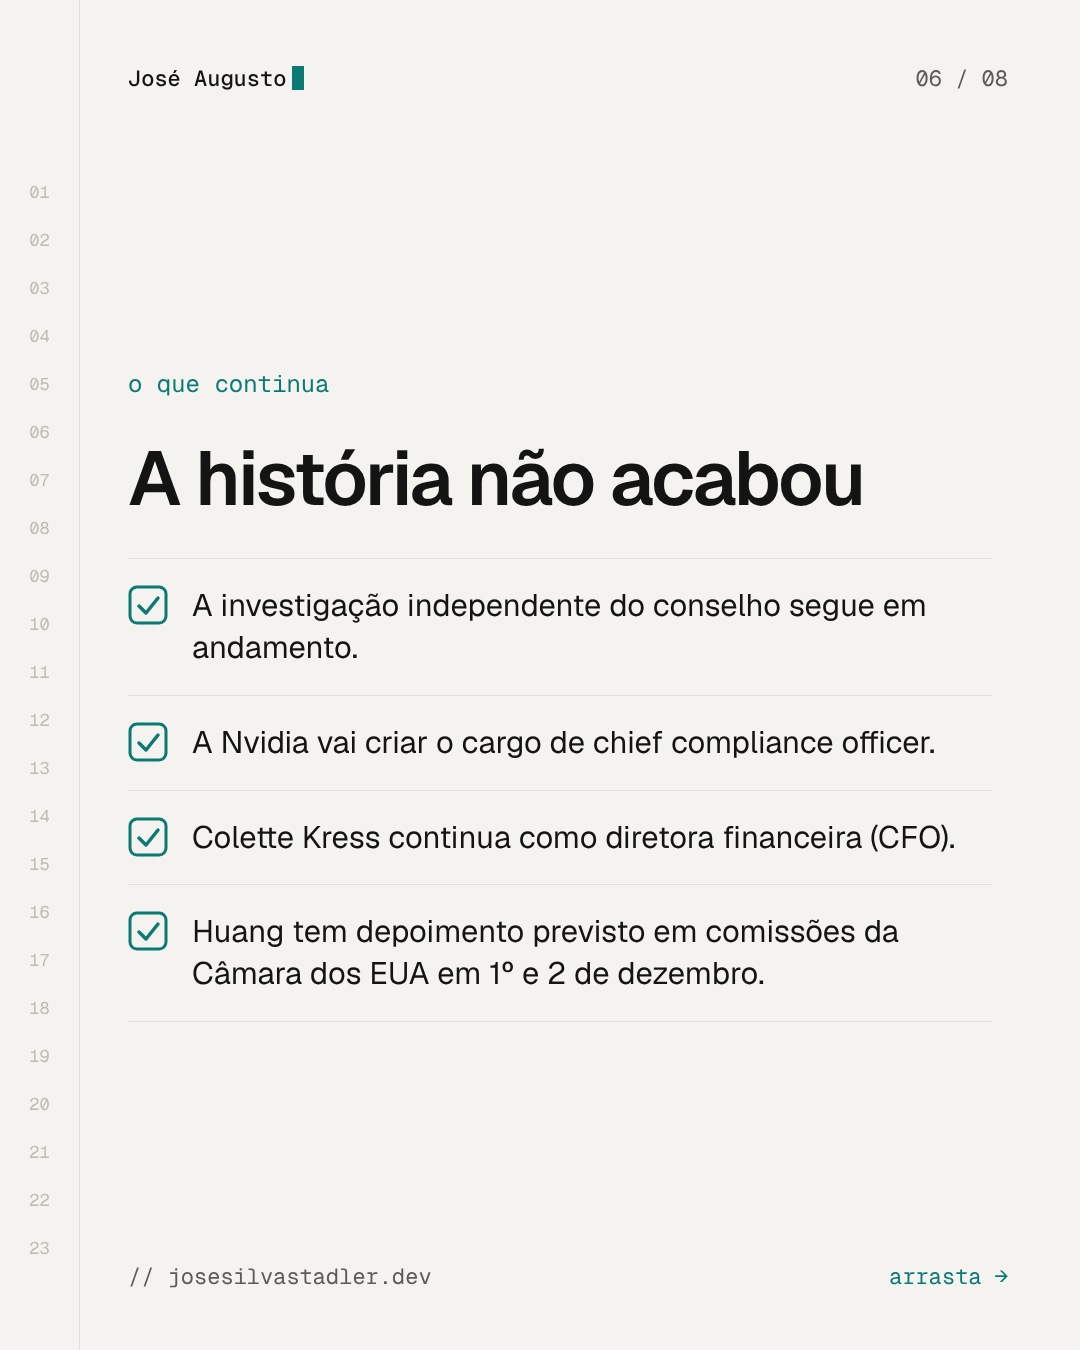 José Augusto
06 / 08
01
02
03
04
05
06
07
08
09
10
11
12
13
14
15
16
17
18
19
20
21
22
23
o que continua
A história não acabou
A investigação independente do conselho segue em
andamento.
A Nvidia vai criar o cargo de chief compliance officer.
Colette Kress continua como diretora financeira (CFO).
Huang tem depoimento previsto em comissões da
Câmara dos EUA em 1º e 2 de dezembro.
// josesilvastadler.dev
arrasta →